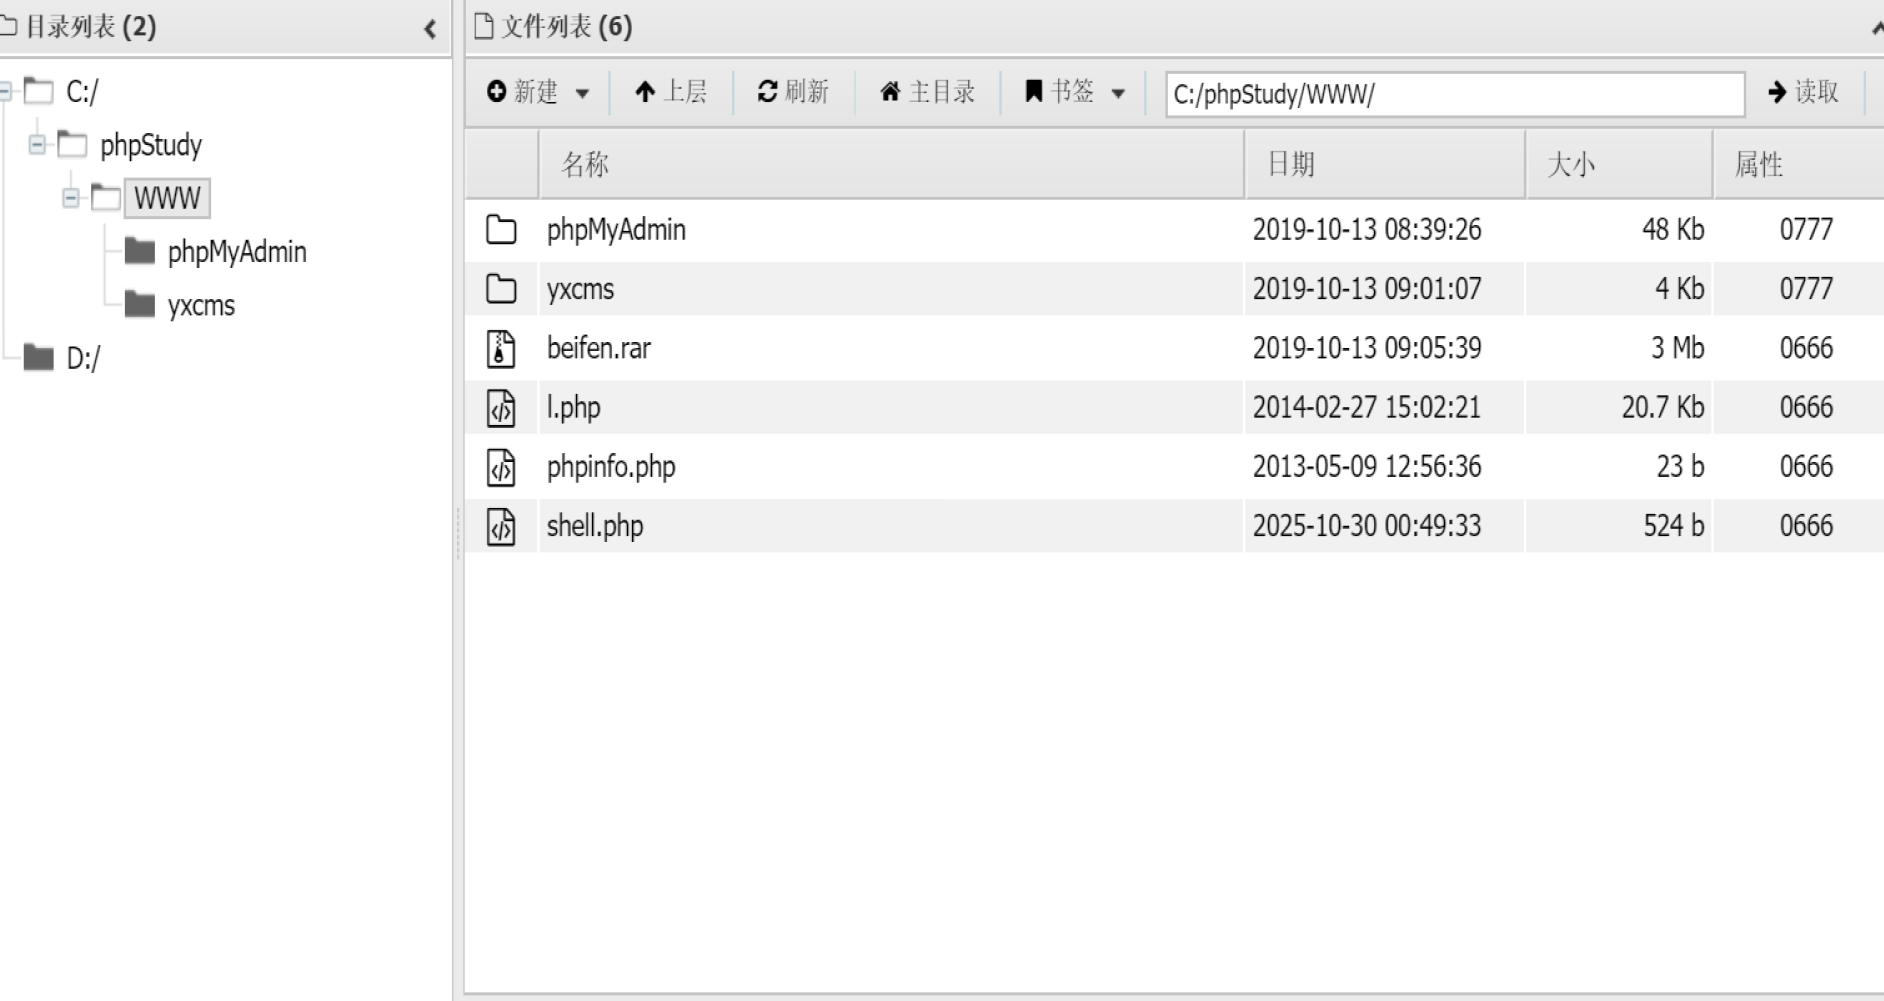 目录列表 (2)
C:/
phpStudy
WWW
phpMyAdmin
yxcms
D:/
文件列表 (6)
新建 上层 刷新 主目录 书签 C:/phpStudy/WWW/ 读取
名称 日期 大小 属性
phpMyAdmin 2019-10-13 08:39:26 48 Kb 0777
yxcms 2019-10-13 09:01:07 4 Kb 0777
beifen.rar 2019-10-13 09:05:39 3 Mb 0666
l.php 2014-02-27 15:02:21 20.7 Kb 0666
phpinfo.php 2013-05-09 12:56:36 23 b 0666
shell.php 2025-10-30 00:49:33 524 b 0666